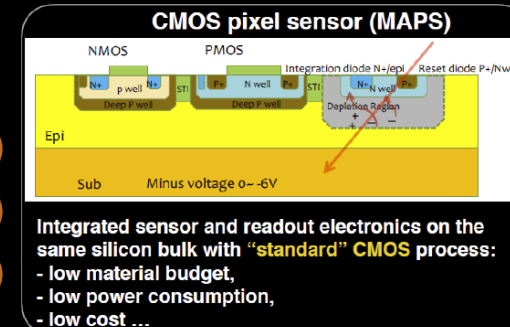 CMOS pixel sensor (MAPS)
NMOS
PMOS
Integration diode N+/epi
Reset diode P+/Nw
N+
p well
N+
STI
P+
N well
P+
STI
N+
N well
P+
Deep P well
Deep P well
Depletion Region
Epi
Sub
Minus voltage 0~ -6V
Integrated sensor and readout electronics on the
same silicon bulk with “standard” CMOS process:
- low material budget,
- low power consumption,
- low cost ...